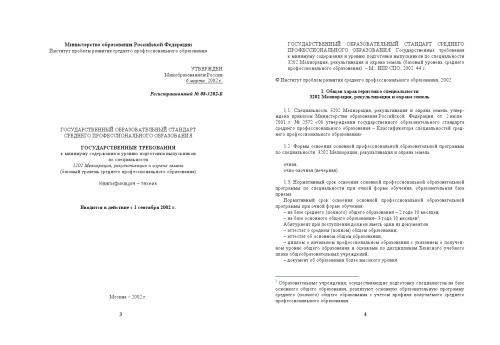 Министерство образования Российской Федерации
Институт проблем развития среднего профессионального образования
УТВЕРЖДЕН
Минобразованием России
6 марта 2002 г.
Регистрационный № 08-3202-Б
ГОСУДАРСТВЕННЫЙ ОБРАЗОВАТЕЛЬНЫЙ СТАНДАРТ
СРЕДНЕГО ПРОФЕССИОНАЛЬНОГО ОБРАЗОВАНИЯ
ГОСУДАРСТВЕННЫЕ ТРЕБОВАНИЯ
к минимуму содержания и уровню подготовки выпускников
по специальности
3202 Мелиорация, рекультивация и охрана земель
(базовый уровень среднего профессионального образования)
Квалификация – техник
Вводится в действие с 1 сентября 2002 г.
Москва – 2002 г.
3
ГОСУДАРСТВЕННЫЙ ОБРАЗОВАТЕЛЬНЫЙ СТАНДАРТ СРЕДНЕГО
ПРОФЕССИОНАЛЬНОГО ОБРАЗОВАНИЯ. Государственные требования
к минимуму содержания и уровню подготовки выпускников по специальности
3202 Мелиорация, рекультивация и охрана земель (базовый уровень среднего
профессионального образования). – М.: ИПР СПО, 2002. 44 с.
© Институт проблем развития среднего профессионального образования, 2002
1. Общая характеристика специальности
3202 Мелиорация, рекультивация и охрана земель
1.1. Специальность 3202 Мелиорация, рекультивация и охрана земель утвер-
ждена приказом Министерства образования Российской Федерации от 2 июля
2001 г. № 2572 «Об утверждении государственного образовательного стандарта
среднего профессионального образования – Классификатора специальностей сред-
него профессионального образования»
1.2. Формы освоения основной профессиональной образовательной программы
по специальности 3202 Мелиорация, рекультивация и охрана земель:
очная,
очно-заочная (вечерняя).
1.3. Нормативный срок освоения основной профессиональной образовательной
программы по специальности при очной форме обучения, образовательная база
приема
Нормативный срок освоения основной профессиональной образовательной
программы при очной форме обучения:
– на базе среднего (полного) общего образования – 2 года 10 месяцев;
– на базе основного общего образования – 3 года 10 месяцев¹.
Абитуриент при поступлении должен иметь один из документов:
– аттестат о среднем (полном) общем образовании;
– аттестат об основном общем образовании;
– диплом о начальном профессиональном образовании с указанием о получен-
ном уровне общего образования и оценками по дисциплинам Базисного учебного
плана общеобразовательных учреждений;
– документ об образовании более высокого уровня.
¹ Образовательные учреждения, осуществляющие подготовку специалистов на базе
основного общего образования, реализуют основную образовательную программу
среднего (полного) общего образования с учетом профиля получаемого среднего
профессионального образования.
4